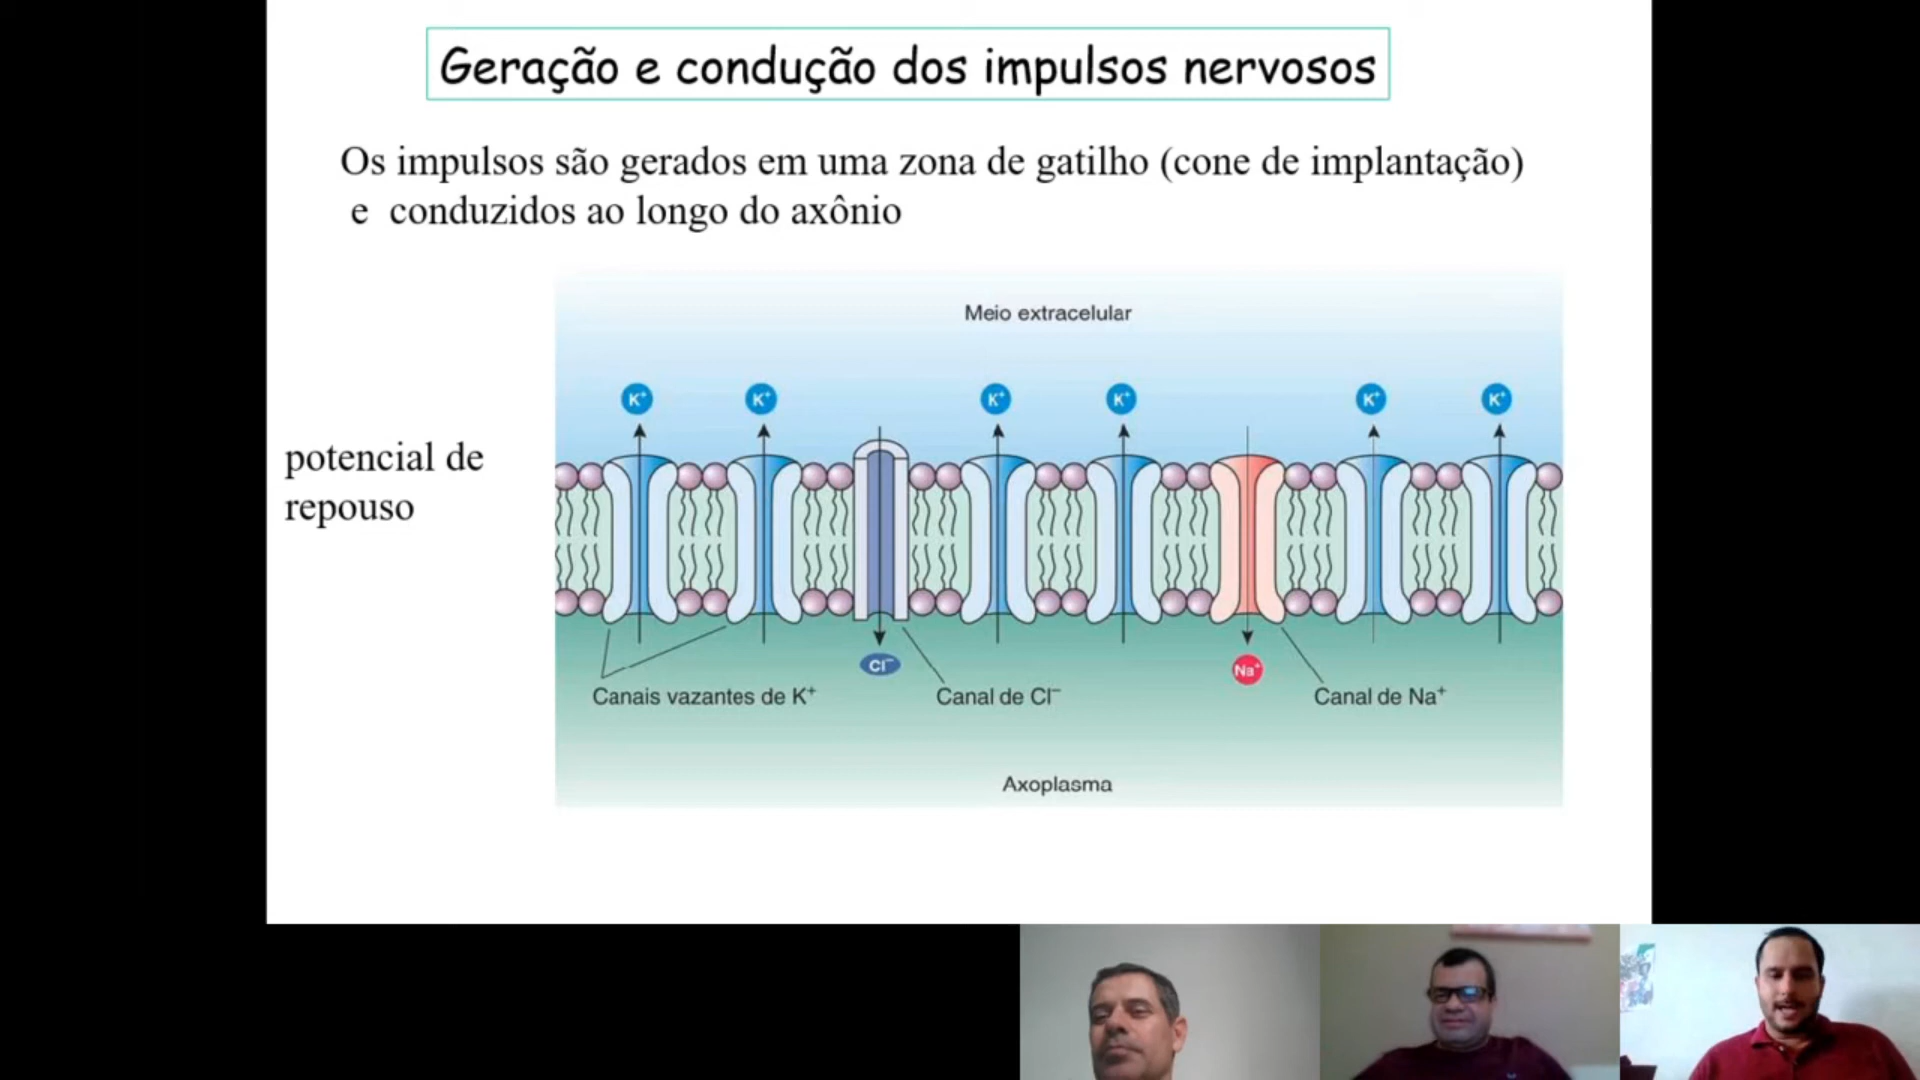 Geração e condução dos impulsos nervosos
Os impulsos são gerados em uma zona de gatilho (cone de implantação)
e conduzidos ao longo do axônio
Meio extracelular
K⁺ K⁺ K⁺ K⁺ K⁺ K⁺
potencial de
repouso
Cl⁻ Na⁺
Canais vazantes de K⁺ Canal de Cl⁻ Canal de Na⁺
Axoplasma